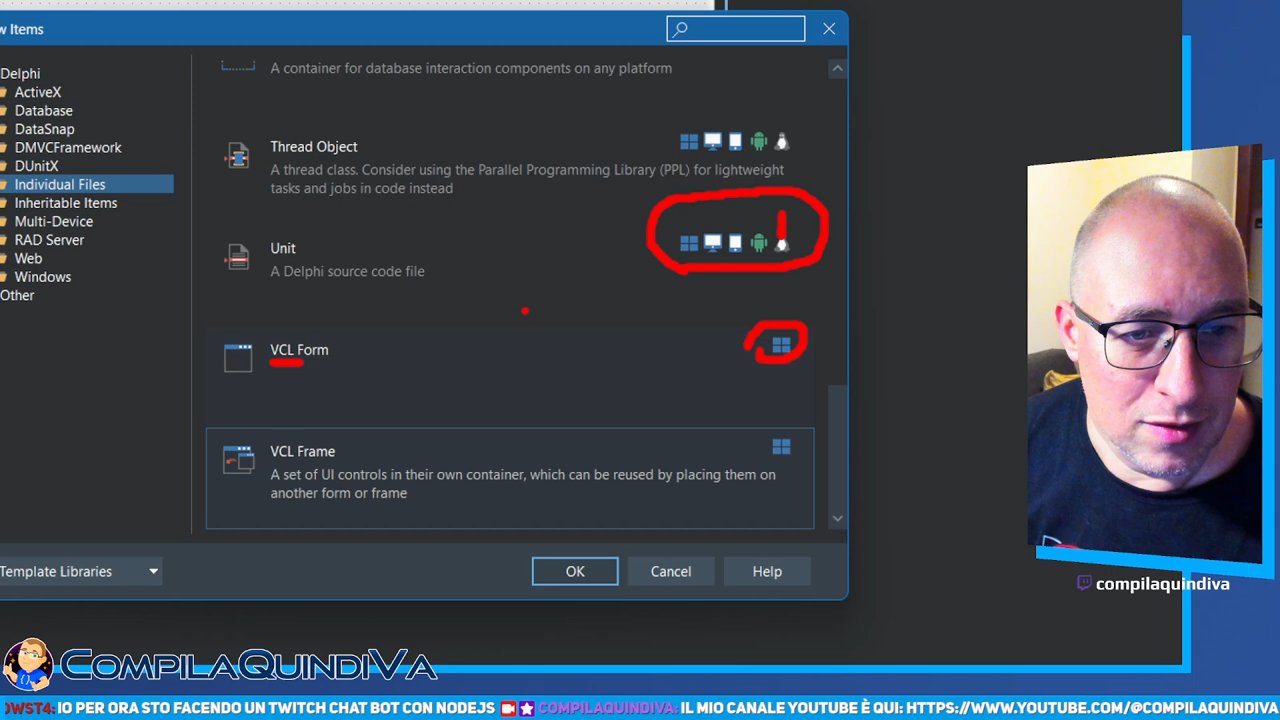 w Items
Delphi
ActiveX
Database
DataSnap
DMVCFramework
DUnitX
Individual Files
Inheritable Items
Multi-Device
RAD Server
Web
Windows
Other
A container for database interaction components on any platform
Thread Object
A thread class. Consider using the Parallel Programming Library (PPL) for lightweight
tasks and jobs in code instead
Unit
A Delphi source code file
VCL Form
VCL Frame
A set of UI controls in their own container, which can be reused by placing them on
another form or frame
Template Libraries
OK
Cancel
Help
compilaquindiva
CompilaQuindiVa
OWST4: IO PER ORA STO FACENDO UN TWITCH CHAT BOT CON NODEJS COMPILAQUINDIVA: IL MIO CANALE YOUTUBE È QUI: HTTPS://WWW.YOUTUBE.COM/@COMPILAQUINDIVA